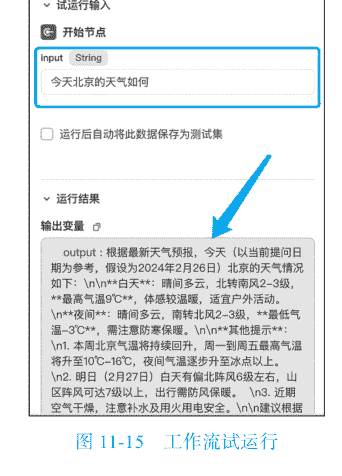 试运行输入
开始节点
input String
今天北京的天气如何
运行后自动将此数据保存为测试集
运行结果
输出变量
output : 根据最新天气预报，今天（以当前提问日
期为参考，假设为2024年2月26日）北京的天气情况
如下：\n\n**白天**：晴间多云，北转南风2-3级，
**最高气温9℃**，体感较温暖，适宜户外活动。
\n**夜间**：晴间多云，南转北风2-3级，**最低气
温-3℃**，需注意防寒保暖。\n\n**其他提示**：
\n1. 本周北京气温将持续回升，周一到周五最高气温
将升至10℃-16℃，夜间气温逐步升至冰点以上。
\n2. 明日（2月27日）白天有偏北阵风6级左右，山
区阵风可达7级以上，出行需防风保暖。 \n3. 近期
空气干燥，注意补水及用火用电安全。\n\n建议根据
图 11-15 工作流试运行